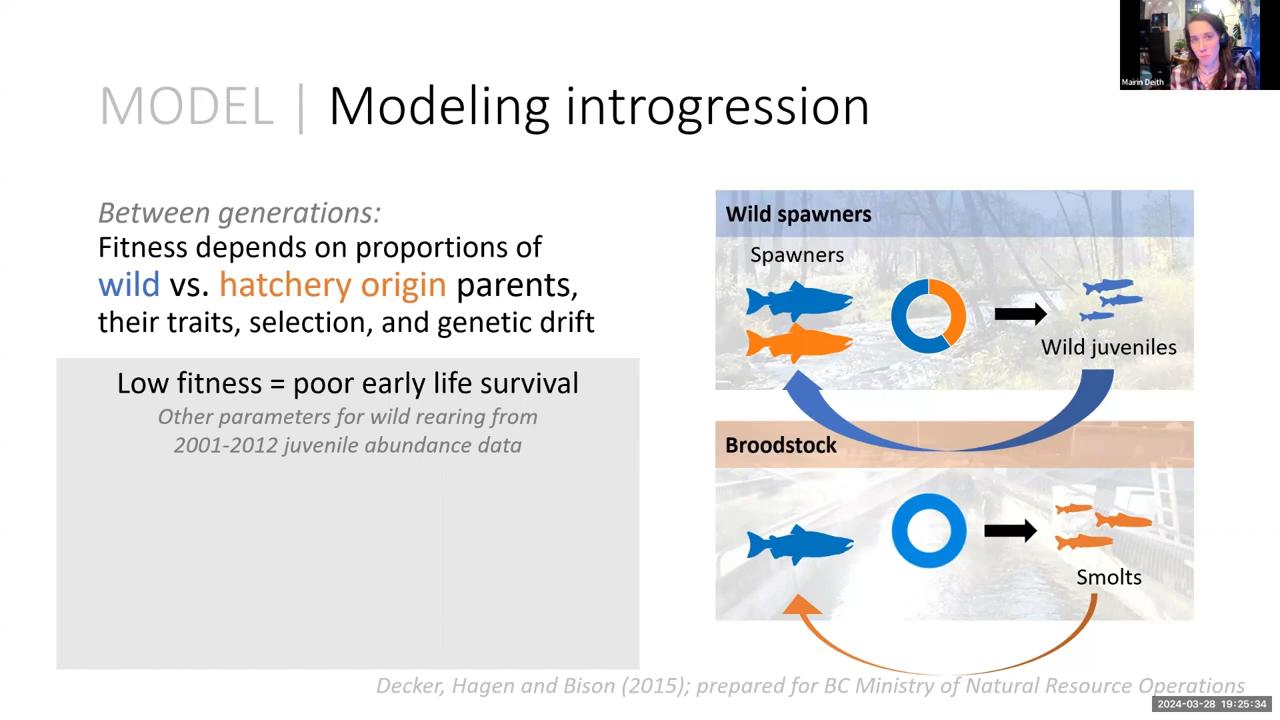 Mairin Deith
MODEL | Modeling introgression
Between generations:
Fitness depends on proportions of
wild vs. hatchery origin parents,
their traits, selection, and genetic drift
Low fitness = poor early life survival
Other parameters for wild rearing from
2001-2012 juvenile abundance data
Wild spawners
Spawners
Wild juveniles
Broodstock
Smolts
Decker, Hagen and Bison (2015); prepared for BC Ministry of Natural Resource Operations
2024-03-28 19:25:34